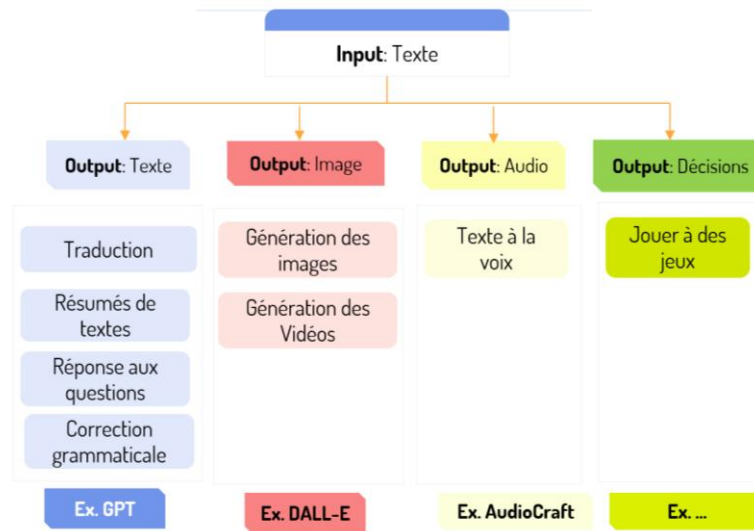 Input: Texte
Output: Texte
Output: Image
Output: Audio
Output: Décisions
Traduction
Résumés de
textes
Réponse aux
questions
Correction
grammaticale
Génération des
images
Génération des
Vidéos
Texte à la
voix
Jouer à des
jeux
Ex. GPT
Ex. DALL-E
Ex. AudioCraft
Ex. ...